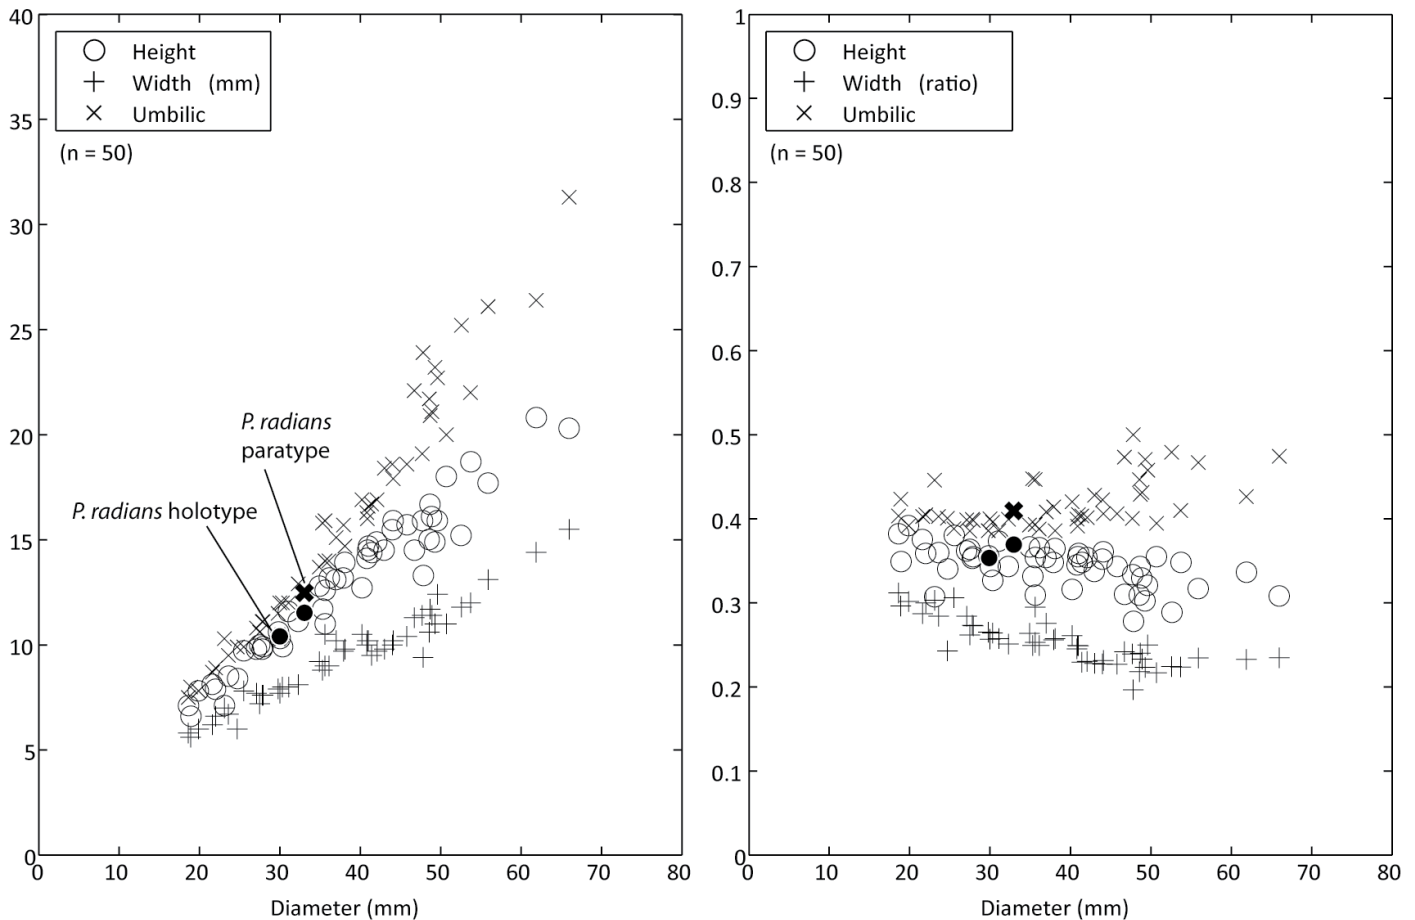 40
35
30
25
20
15
10
5
0
0 10 20 30 40 50 60 70 80
Diameter (mm)
Height
Width (mm)
Umbilic
(n = 50)
P. radians
paratype
P. radians holotype
1
0.9
0.8
0.7
0.6
0.5
0.4
0.3
0.2
0.1
0
0 10 20 30 40 50 60 70 80
Diameter (mm)
Height
Width (ratio)
Umbilic
(n = 50)